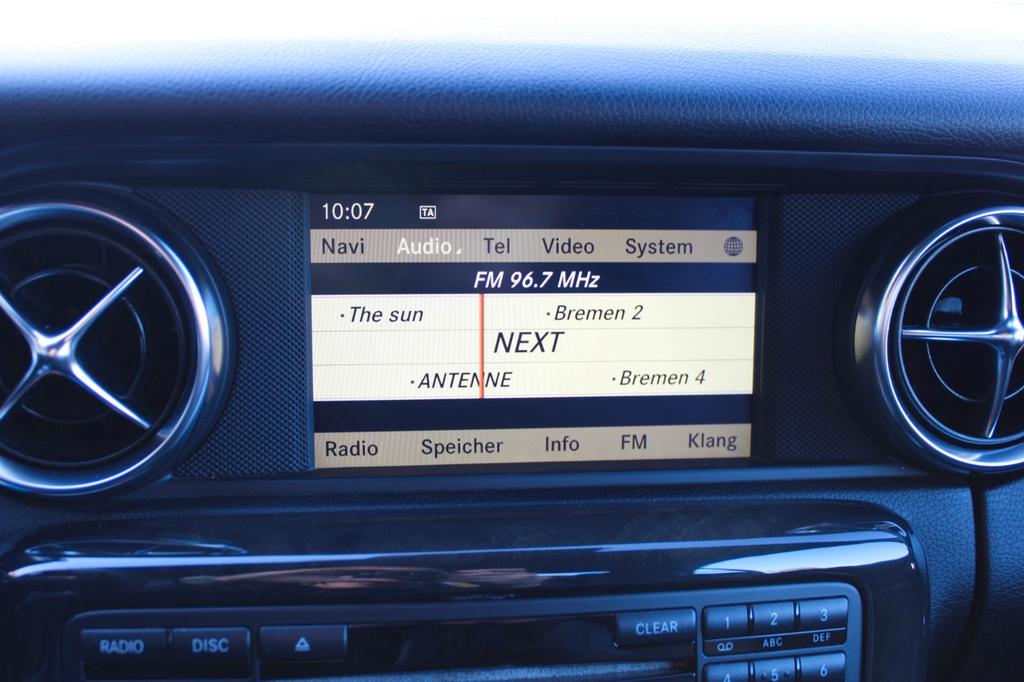 10:07 TA
Navi Audio Tel Video System
FM 96.7 MHz
·The sun ·Bremen 2
NEXT
·ANTENNE ·Bremen 4
Radio Speicher Info FM Klang
RADIO DISC CLEAR 1 2 3
ABC DEF
4 5 6